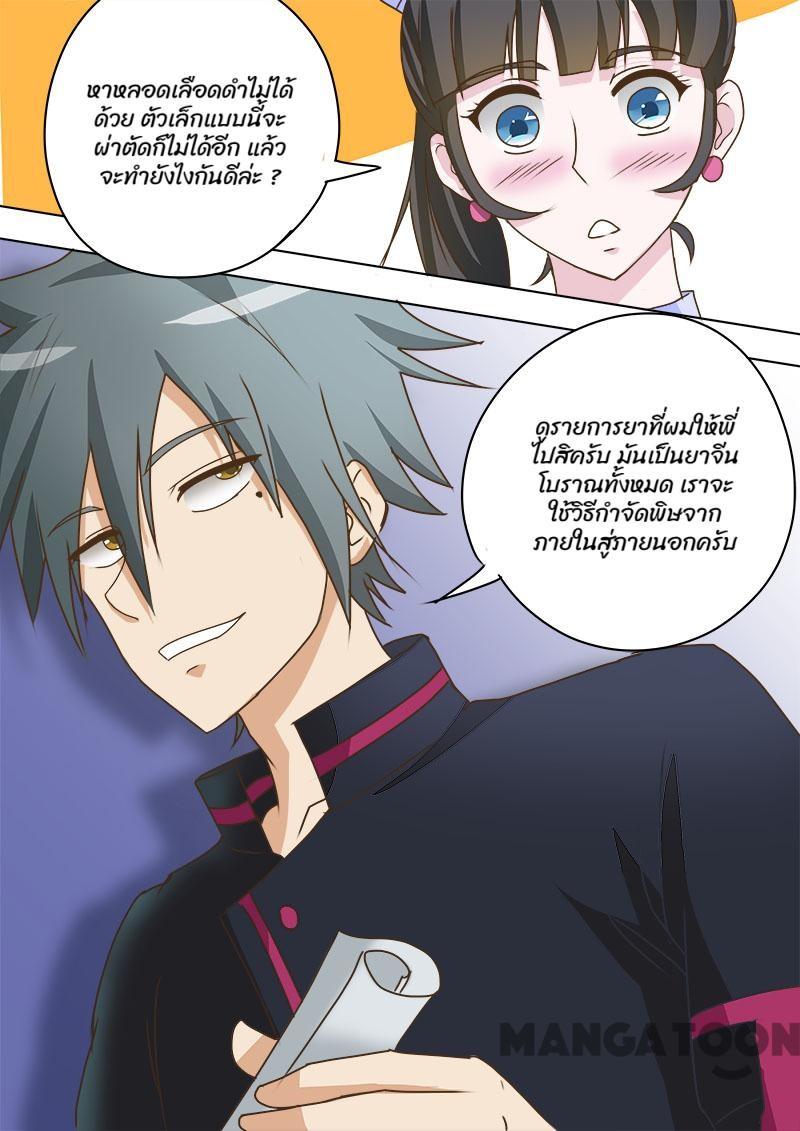 หาหลอดเลือดดำไม่ได้
ด้วย ตัวเล็กแบบนี้จะ
ผ่าตัดก็ไม่ได้อีก แล้ว
จะทำยังไงกันดีล่ะ ?
ดูรายการยาที่ผมให้พี่
ไปสิครับ มันเป็นยาจีน
โบราณทั้งหมด เราจะ
ใช้วิธีกำจัดพิษจาก
ภายในสู่ภายนอกครับ
MANGATOON